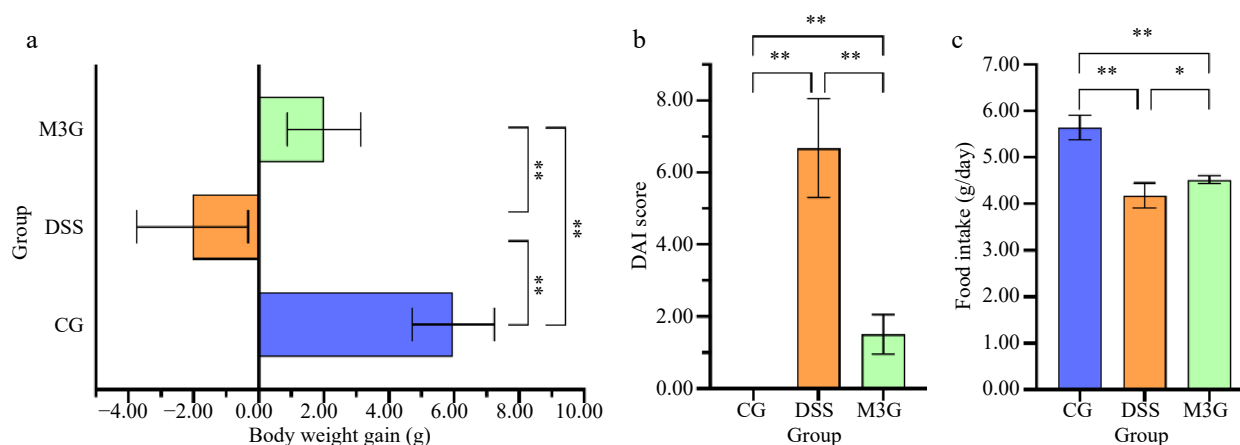 a
M3G
DSS
CG
Group
**
**
**
−4.00 −2.00 0.00 2.00 4.00 6.00 8.00 10.00
Body weight gain (g)
b
**
** **
8.00
6.00
4.00
2.00
0.00
DAI score
CG DSS M3G
Group
c
**
** *
7.00
6.00
5.00
4.00
3.00
2.00
1.00
0.00
Food intake (g/day)
CG DSS M3G
Group